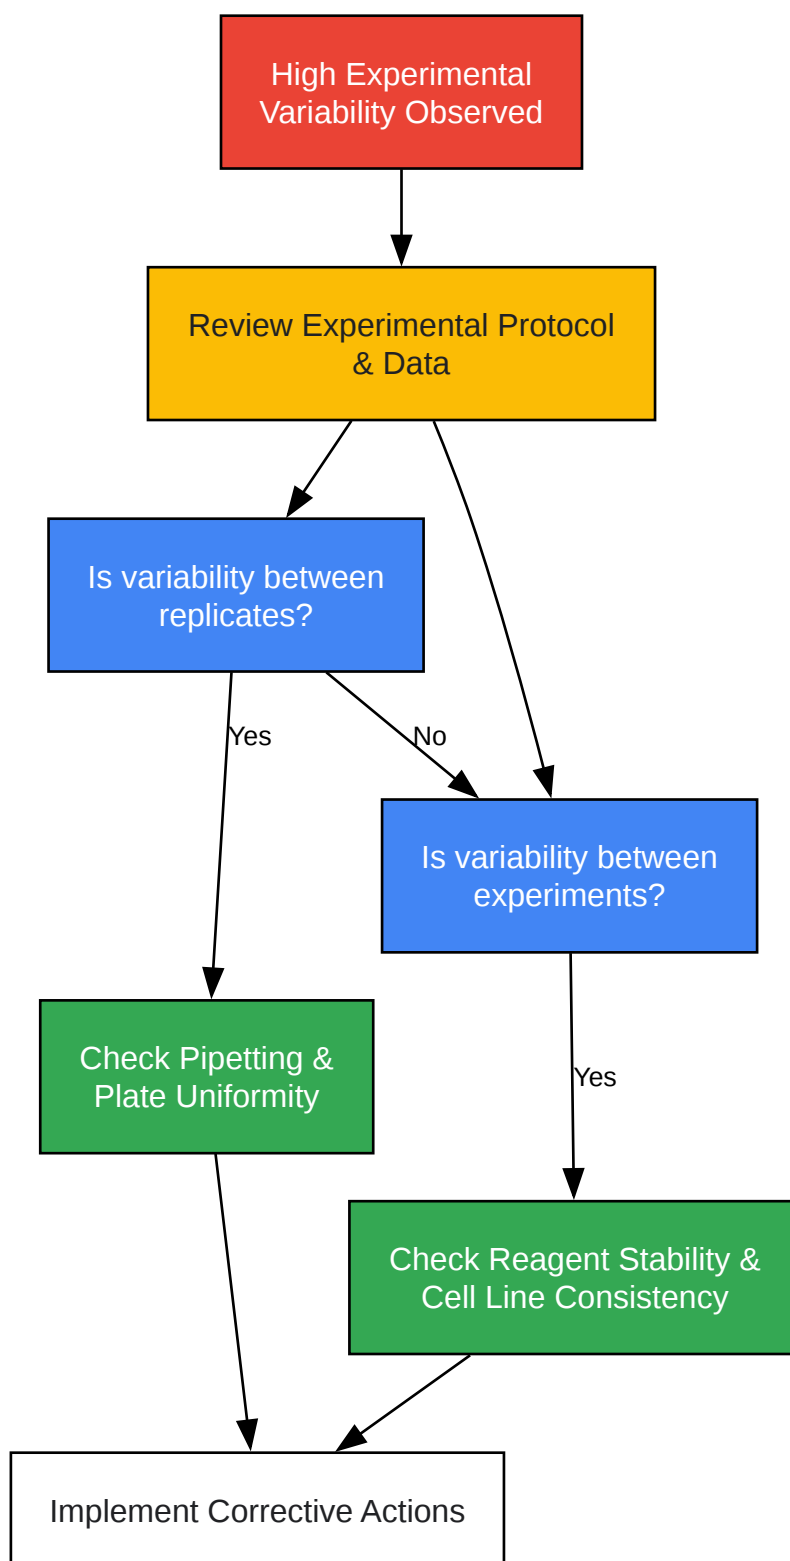 High Experimental
Variability Observed
Review Experimental Protocol
& Data
Is variability between
replicates?
Yes
No
Is variability between
experiments?
Check Pipetting &
Plate Uniformity
Yes
Check Reagent Stability &
Cell Line Consistency
Implement Corrective Actions